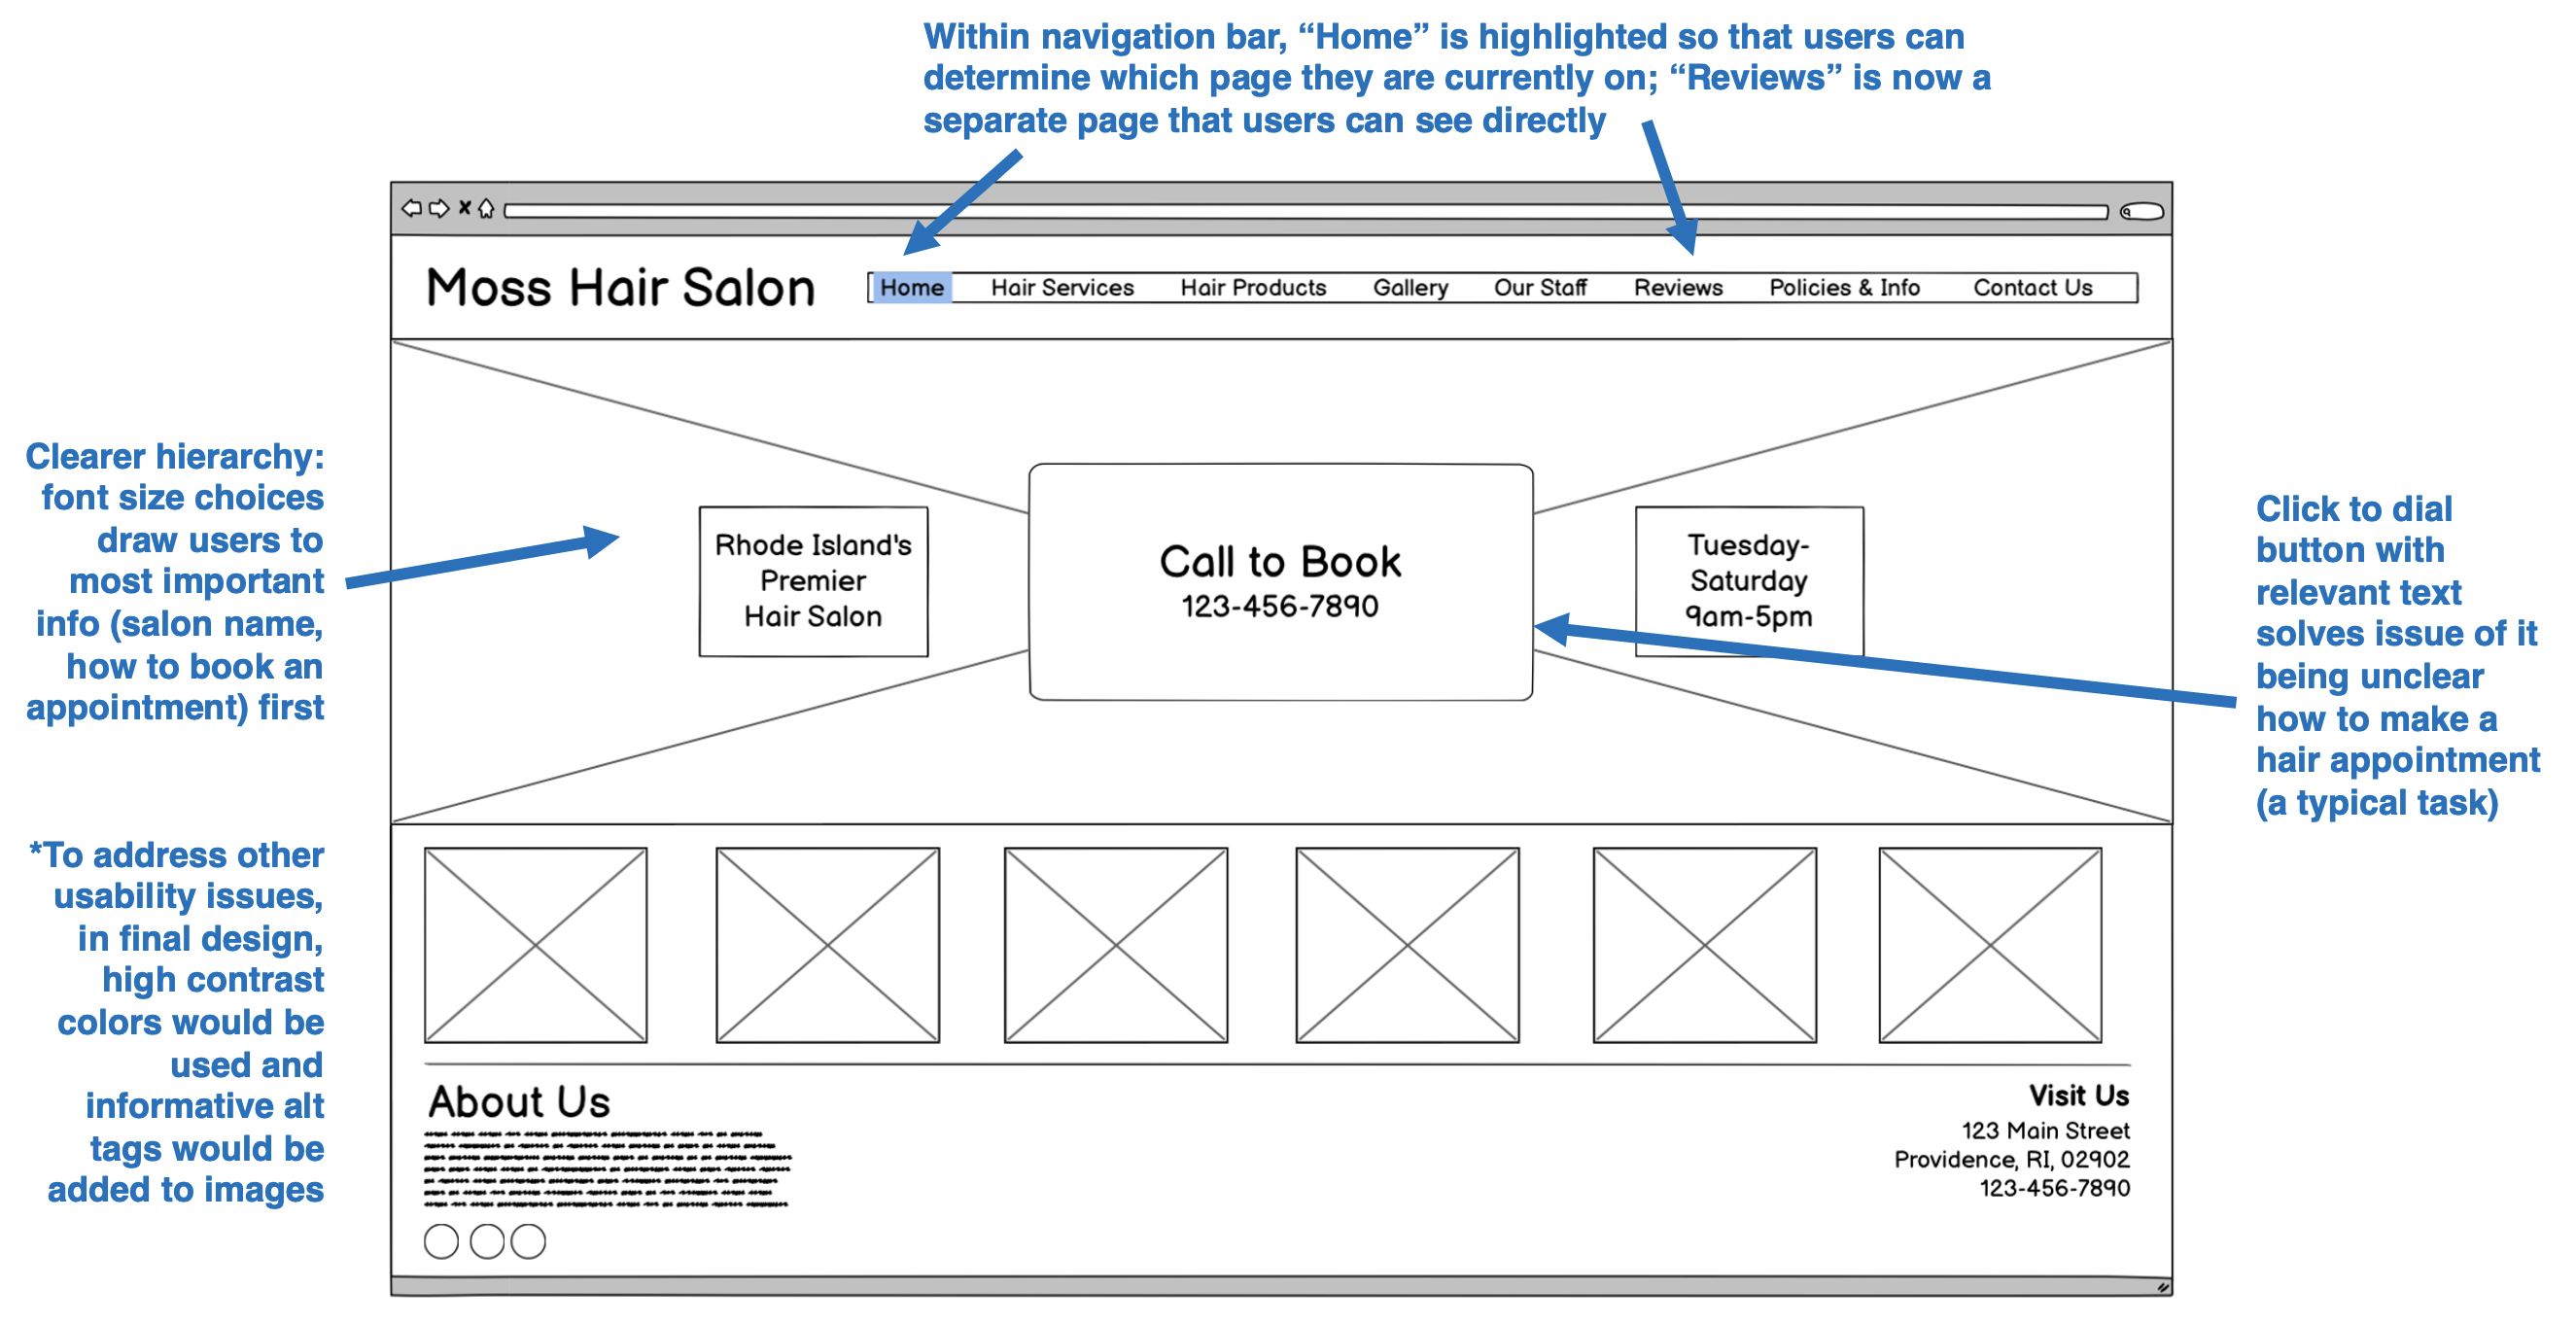 Within navigation bar, “Home” is highlighted so that users can
determine which page they are currently on; “Reviews” is now a
separate page that users can see directly
Moss Hair Salon
Home Hair Services Hair Products Gallery Our Staff Reviews Policies & Info Contact Us
Clearer hierarchy:
font size choices
draw users to
most important
info (salon name,
how to book an
appointment) first
Rhode Island's
Premier
Hair Salon
Call to Book
123-456-7890
Tuesday-
Saturday
9am-5pm
Click to dial
button with
relevant text
solves issue of it
being unclear
how to make a
hair appointment
(a typical task)
*To address other
usability issues,
in final design,
high contrast
colors would be
used and
informative alt
tags would be
added to images
About Us
Visit Us
123 Main Street
Providence, RI, 02902
123-456-7890